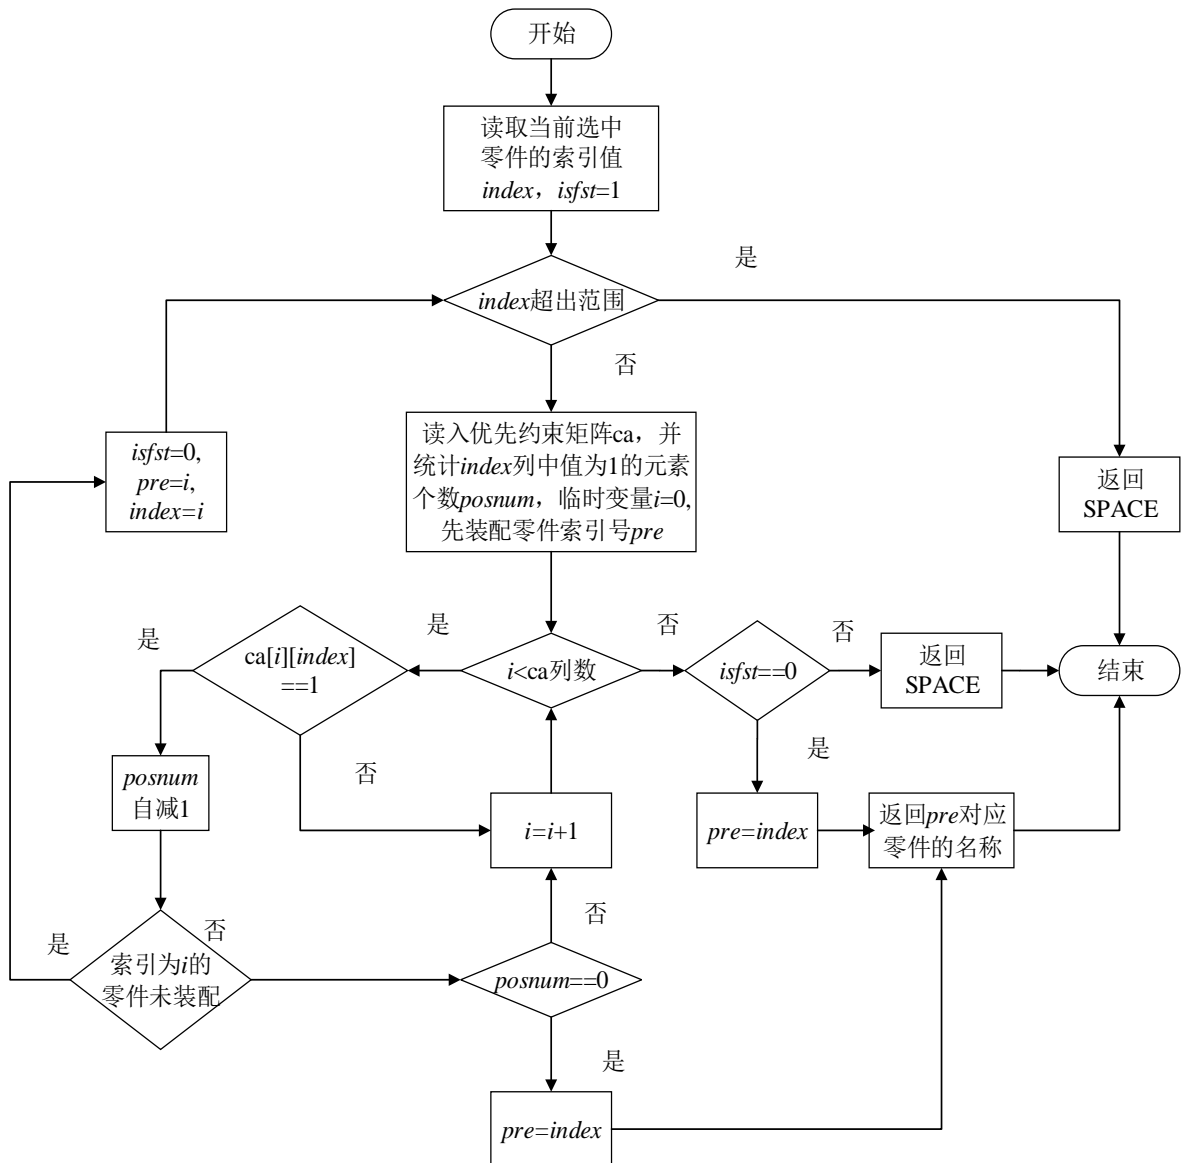 开始
读取当前选中
零件的索引值
index，isfst=1
是
index超出范围
否
isfst=0,
pre=i,
index=i
读入优先约束矩阵ca，并
统计index列中值为1的元素
个数posnum，临时变量i=0,
先装配零件索引号pre
返回
SPACE
是
ca[i][index]
==1
是
i<ca列数
否
isfst==0
否
返回
SPACE
结束
posnum
自减1
否
i=i+1
是
pre=index
返回pre对应
零件的名称
是
索引为i的
零件未装配
否
否
posnum==0
是
pre=index